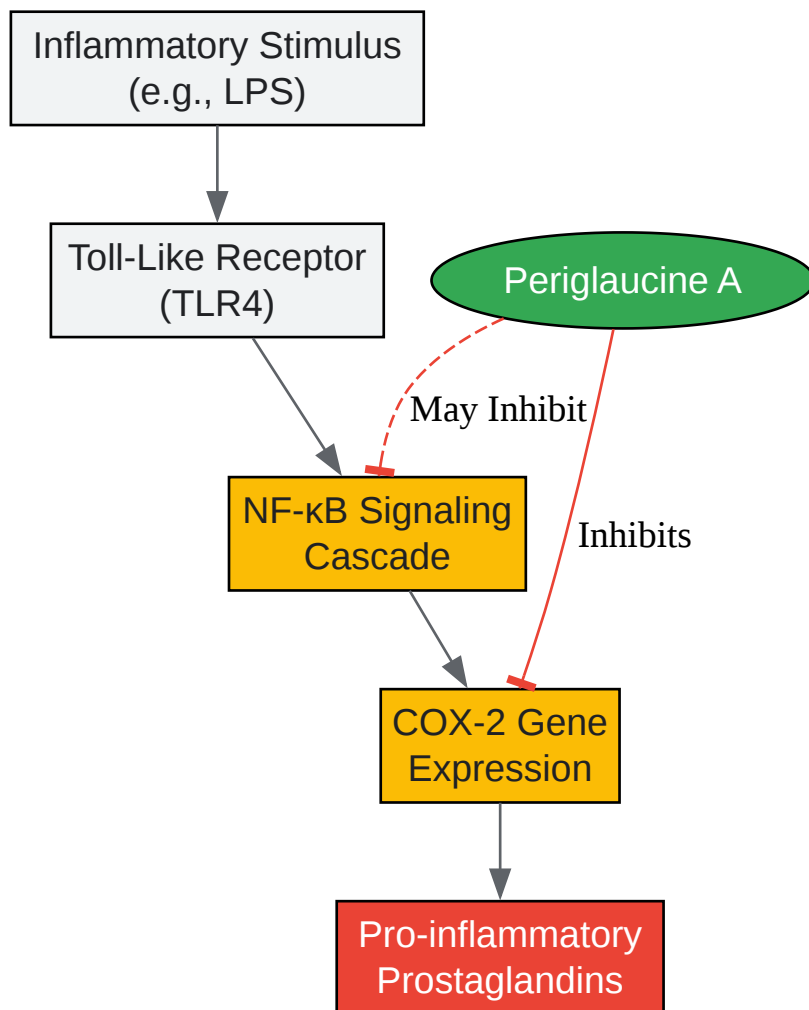 Inflammatory Stimulus
(e.g., LPS)
Toll-Like Receptor
(TLR4)
Periglaucine A
May Inhibit
NF-κB Signaling
Cascade
Inhibits
COX-2 Gene
Expression
Pro-inflammatory
Prostaglandins